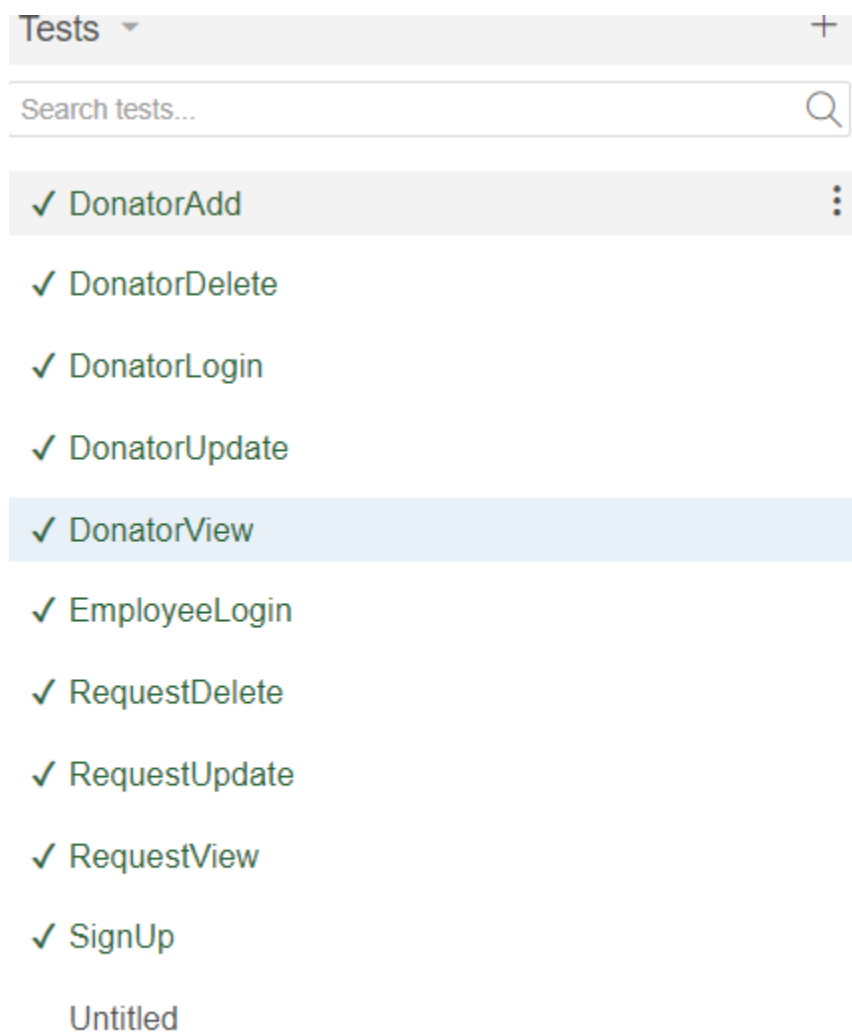 Tests
Search tests...
✓ DonatorAdd
✓ DonatorDelete
✓ DonatorLogin
✓ DonatorUpdate
✓ DonatorView
✓ EmployeeLogin
✓ RequestDelete
✓ RequestUpdate
✓ RequestView
✓ SignUp
Untitled